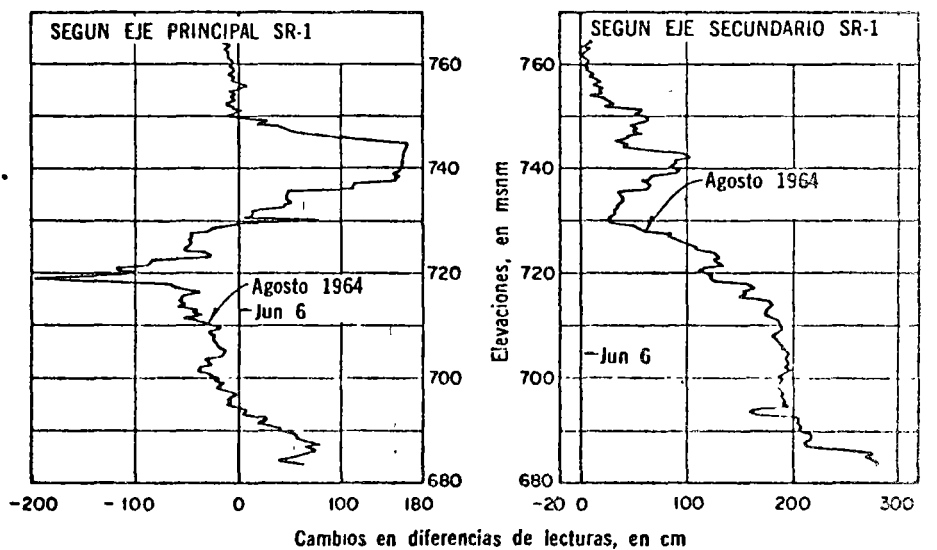 SEGUN EJE PRINCIPAL SR-1
760
740
720
700
680
Agosto 1964
Jun 6
-200 -100 0 100 180
SEGUN EJE SECUNDARIO SR-1
760
740
720
700
680
Elevaciones, en msnm
Agosto 1964
Jun 6
-20 0 100 200 300
Cambios en diferencias de lecturas, en cm